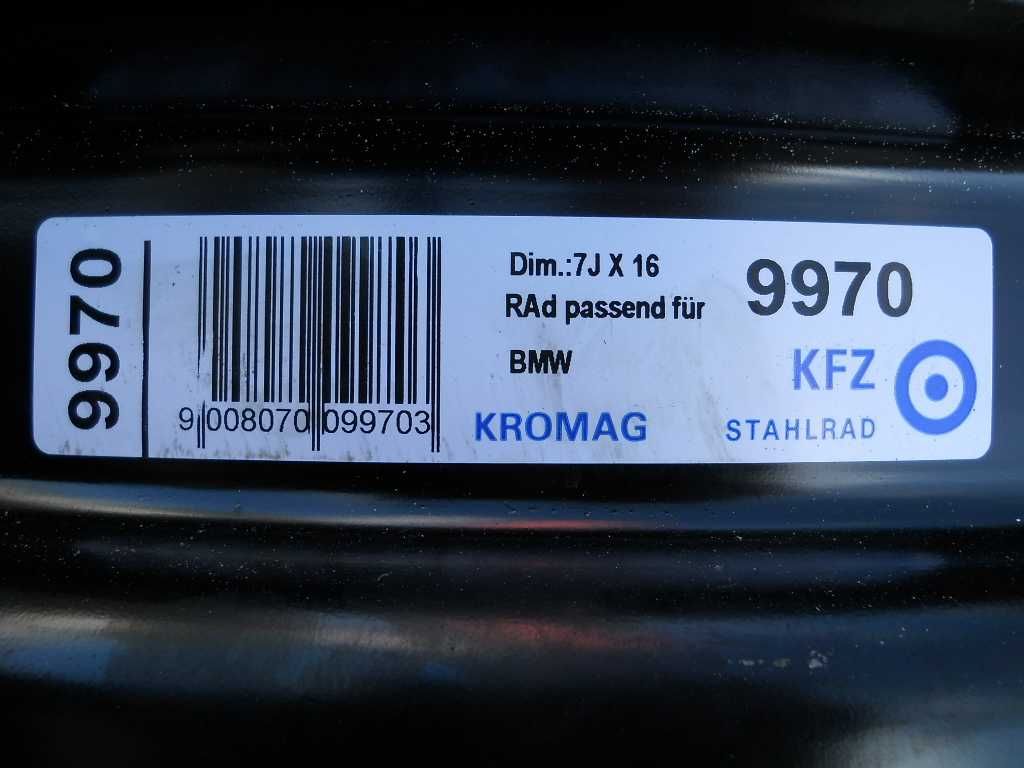 9970
9 008070 099703
Dim.:7J X 16
RAd passend für
BMW
KROMAG
9970
KFZ
STAHLRAD